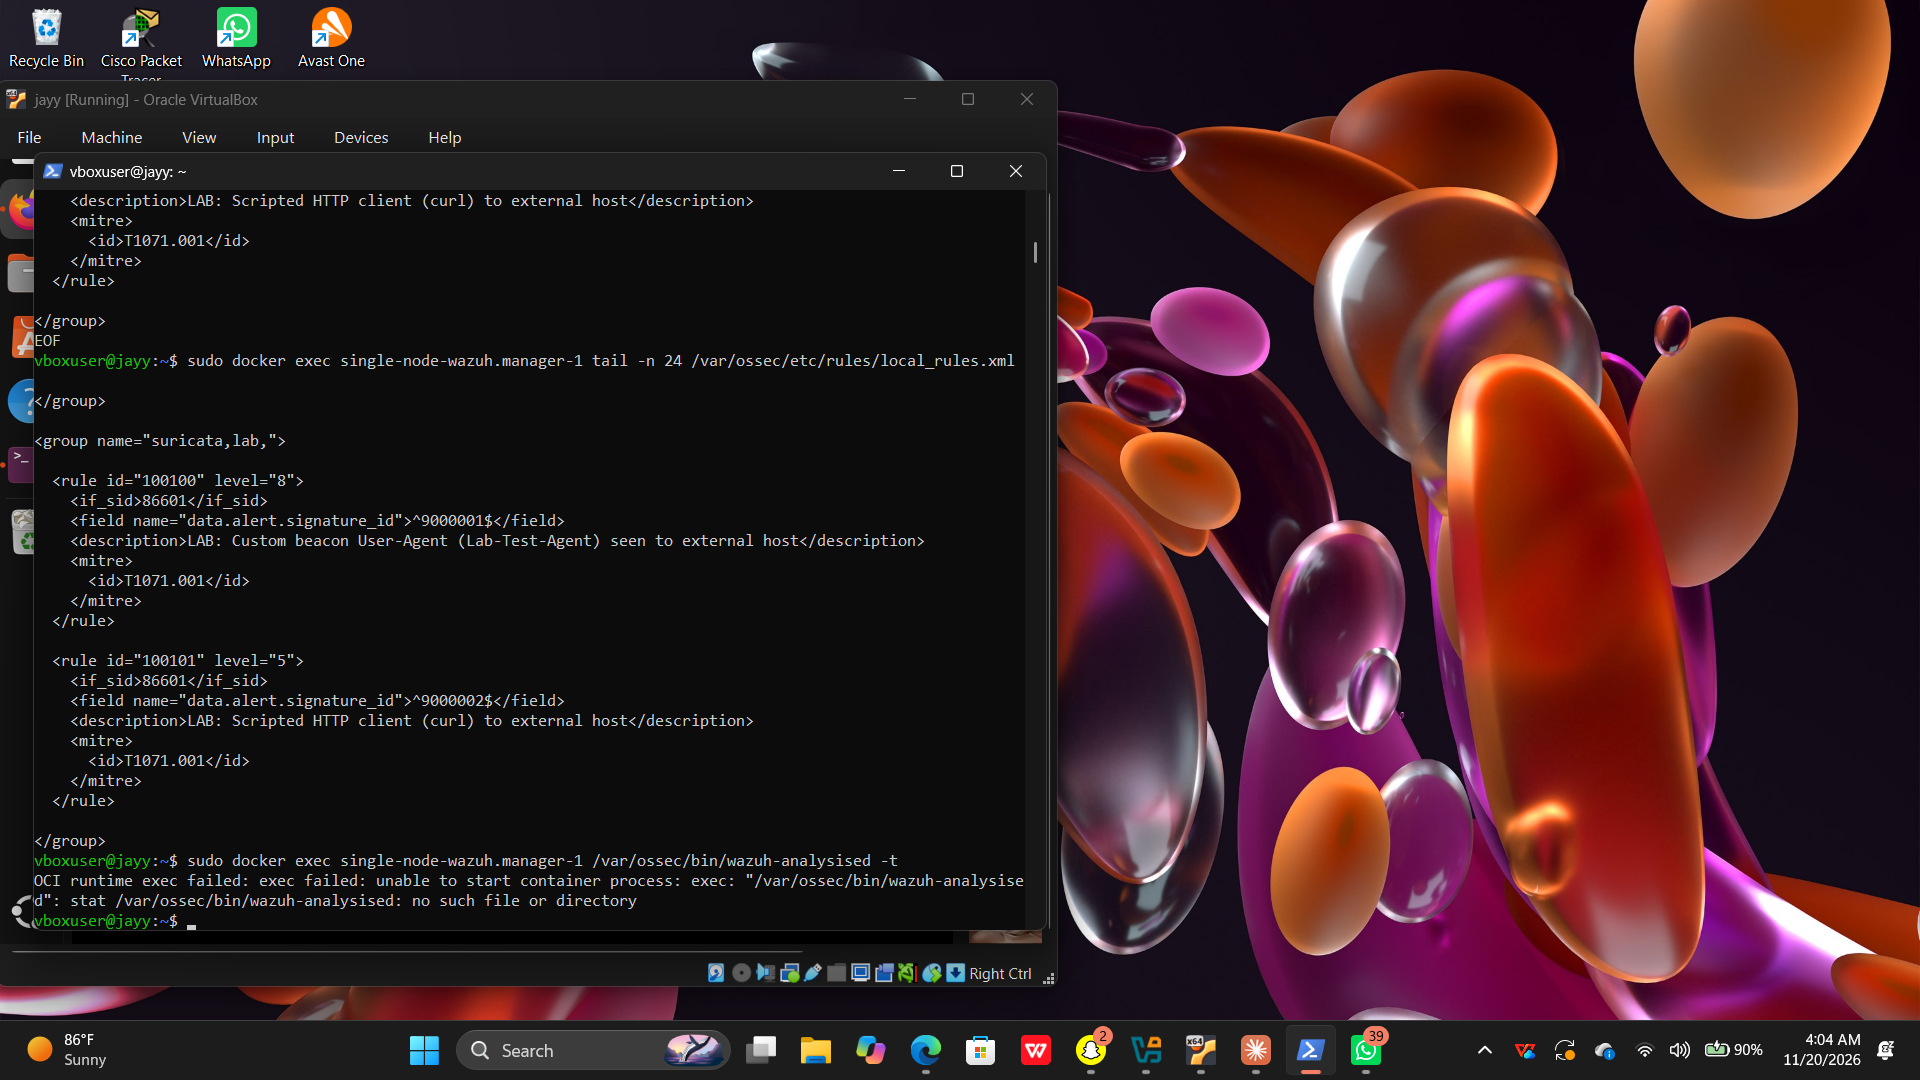 Recycle Bin
Cisco Packet
Tracer
WhatsApp
Avast One
jayy [Running] - Oracle VirtualBox
File
Machine
View
Input
Devices
Help
vboxuser@jayy: ~
<description>LAB: Scripted HTTP client (curl) to external host</description>
<mitre>
<id>T1071.001</id>
</mitre>
</rule>
</group>
EOF
vboxuser@jayy:~$ sudo docker exec single-node-wazuh.manager-1 tail -n 24 /var/ossec/etc/rules/local_rules.xml
</group>
<group name="suricata,lab,">
<rule id="100100" level="8">
<if_sid>86601</if_sid>
<field name="data.alert.signature_id">^9000001$</field>
<description>LAB: Custom beacon User-Agent (Lab-Test-Agent) seen to external host</description>
<mitre>
<id>T1071.001</id>
</mitre>
</rule>
<rule id="100101" level="5">
<if_sid>86601</if_sid>
<field name="data.alert.signature_id">^9000002$</field>
<description>LAB: Scripted HTTP client (curl) to external host</description>
<mitre>
<id>T1071.001</id>
</mitre>
</rule>
</group>
vboxuser@jayy:~$ sudo docker exec single-node-wazuh.manager-1 /var/ossec/bin/wazuh-analysised -t
OCI runtime exec failed: exec failed: unable to start container process: exec: "/var/ossec/bin/wazuh-analysise
d": stat /var/ossec/bin/wazuh-analysised: no such file or directory
vboxuser@jayy:~$
Right Ctrl
86°F
Sunny
Search
2
x64
39
90%
4:04 AM
11/20/2026